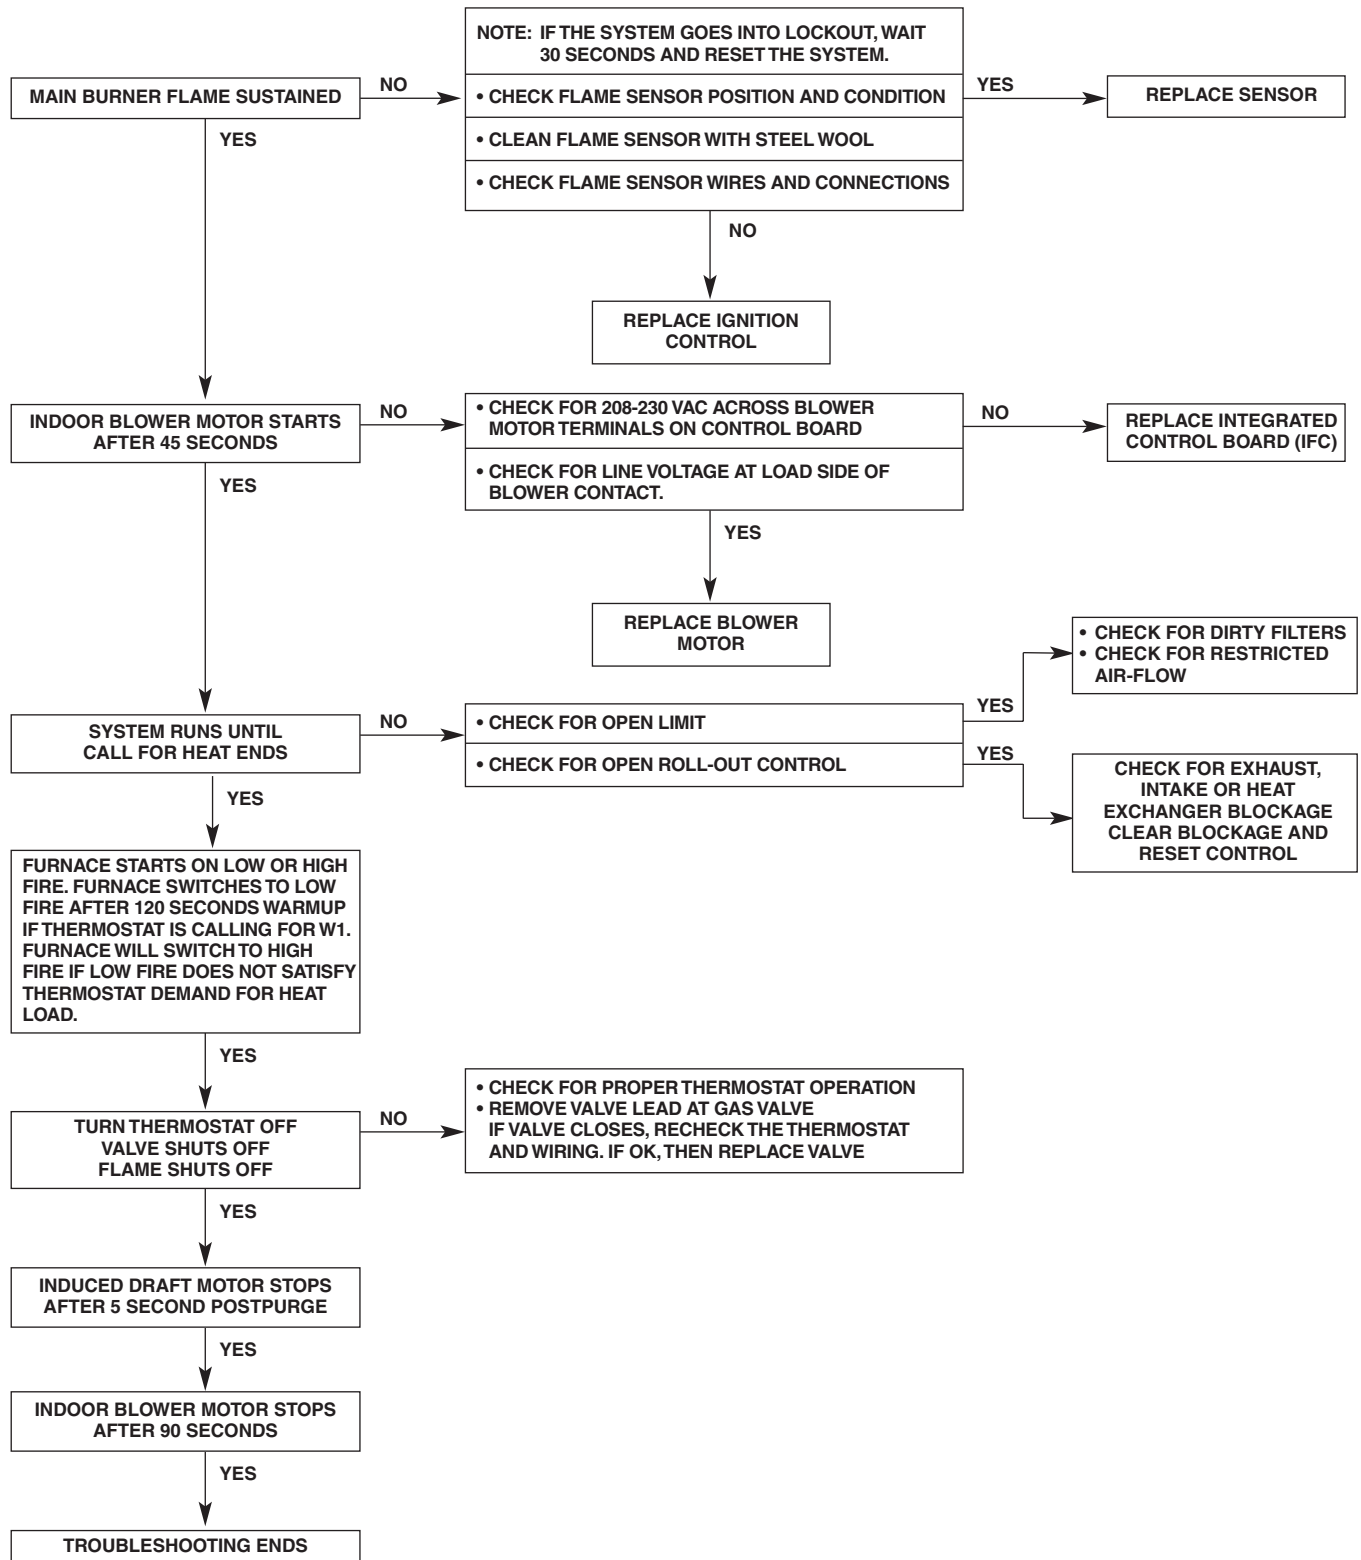 NOTE: IF THE SYSTEM GOES INTO LOCKOUT, WAIT
30 SECONDS AND RESET THE SYSTEM.
MAIN BURNER FLAME SUSTAINED
NO
• CHECK FLAME SENSOR POSITION AND CONDITION
YES
REPLACE SENSOR
YES
• CLEAN FLAME SENSOR WITH STEEL WOOL
• CHECK FLAME SENSOR WIRES AND CONNECTIONS
NO
REPLACE IGNITION
CONTROL
INDOOR BLOWER MOTOR STARTS
AFTER 45 SECONDS
NO
• CHECK FOR 208-230 VAC ACROSS BLOWER
MOTOR TERMINALS ON CONTROL BOARD
NO
REPLACE INTEGRATED
CONTROL BOARD (IFC)
YES
• CHECK FOR LINE VOLTAGE AT LOAD SIDE OF
BLOWER CONTACT.
YES
REPLACE BLOWER
MOTOR
SYSTEM RUNS UNTIL
CALL FOR HEAT ENDS
NO
• CHECK FOR OPEN LIMIT
YES
• CHECK FOR DIRTY FILTERS
• CHECK FOR RESTRICTED
AIR-FLOW
• CHECK FOR OPEN ROLL-OUT CONTROL
YES
CHECK FOR EXHAUST,
INTAKE OR HEAT
EXCHANGER BLOCKAGE
CLEAR BLOCKAGE AND
RESET CONTROL
YES
FURNACE STARTS ON LOW OR HIGH
FIRE. FURNACE SWITCHES TO LOW
FIRE AFTER 120 SECONDS WARMUP
IF THERMOSTAT IS CALLING FOR W1.
FURNACE WILL SWITCH TO HIGH
FIRE IF LOW FIRE DOES NOT SATISFY
THERMOSTAT DEMAND FOR HEAT
LOAD.
YES
TURN THERMOSTAT OFF
VALVE SHUTS OFF
FLAME SHUTS OFF
NO
• CHECK FOR PROPER THERMOSTAT OPERATION
• REMOVE VALVE LEAD AT GAS VALVE
IF VALVE CLOSES, RECHECK THE THERMOSTAT
AND WIRING. IF OK, THEN REPLACE VALVE
YES
INDUCED DRAFT MOTOR STOPS
AFTER 5 SECOND POSTPURGE
YES
INDOOR BLOWER MOTOR STOPS
AFTER 90 SECONDS
YES
TROUBLESHOOTING ENDS